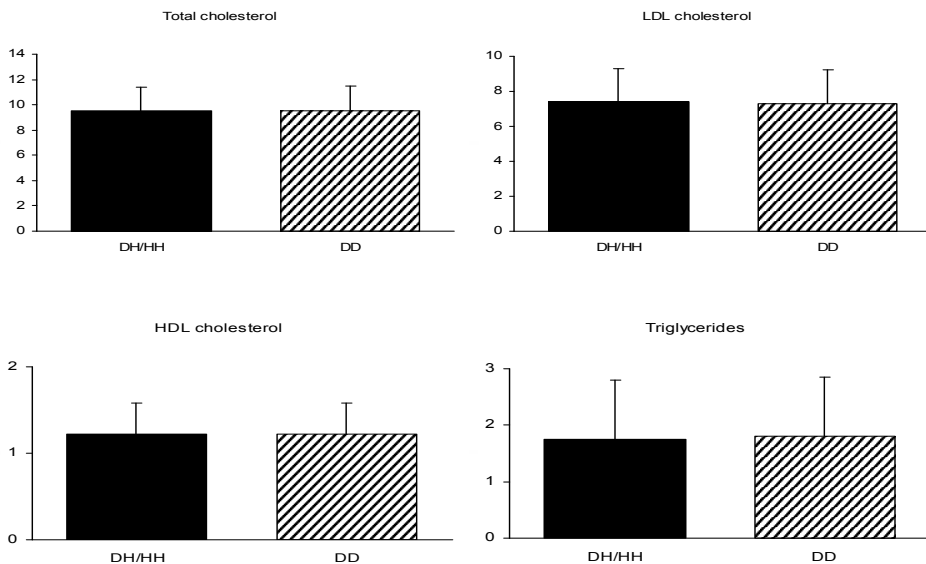 Total cholesterol
14
12
10
8
6
4
2
0
DH/HH DD
LDL cholesterol
10
8
6
4
2
0
DH/HH DD
HDL cholesterol
2
1
0
DH/HH DD
Triglycerides
3
2
1
0
DH/HH DD